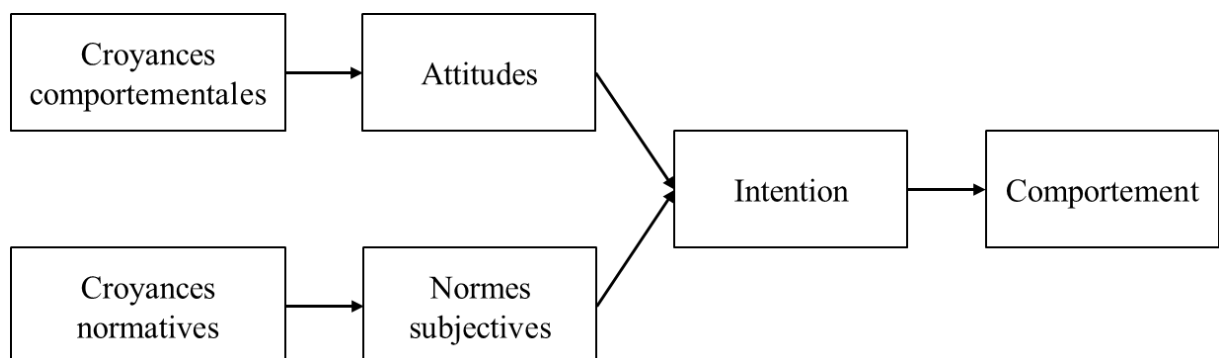 Croyances
comportementales
Attitudes
Intention
Comportement
Croyances
normatives
Normes
subjectives